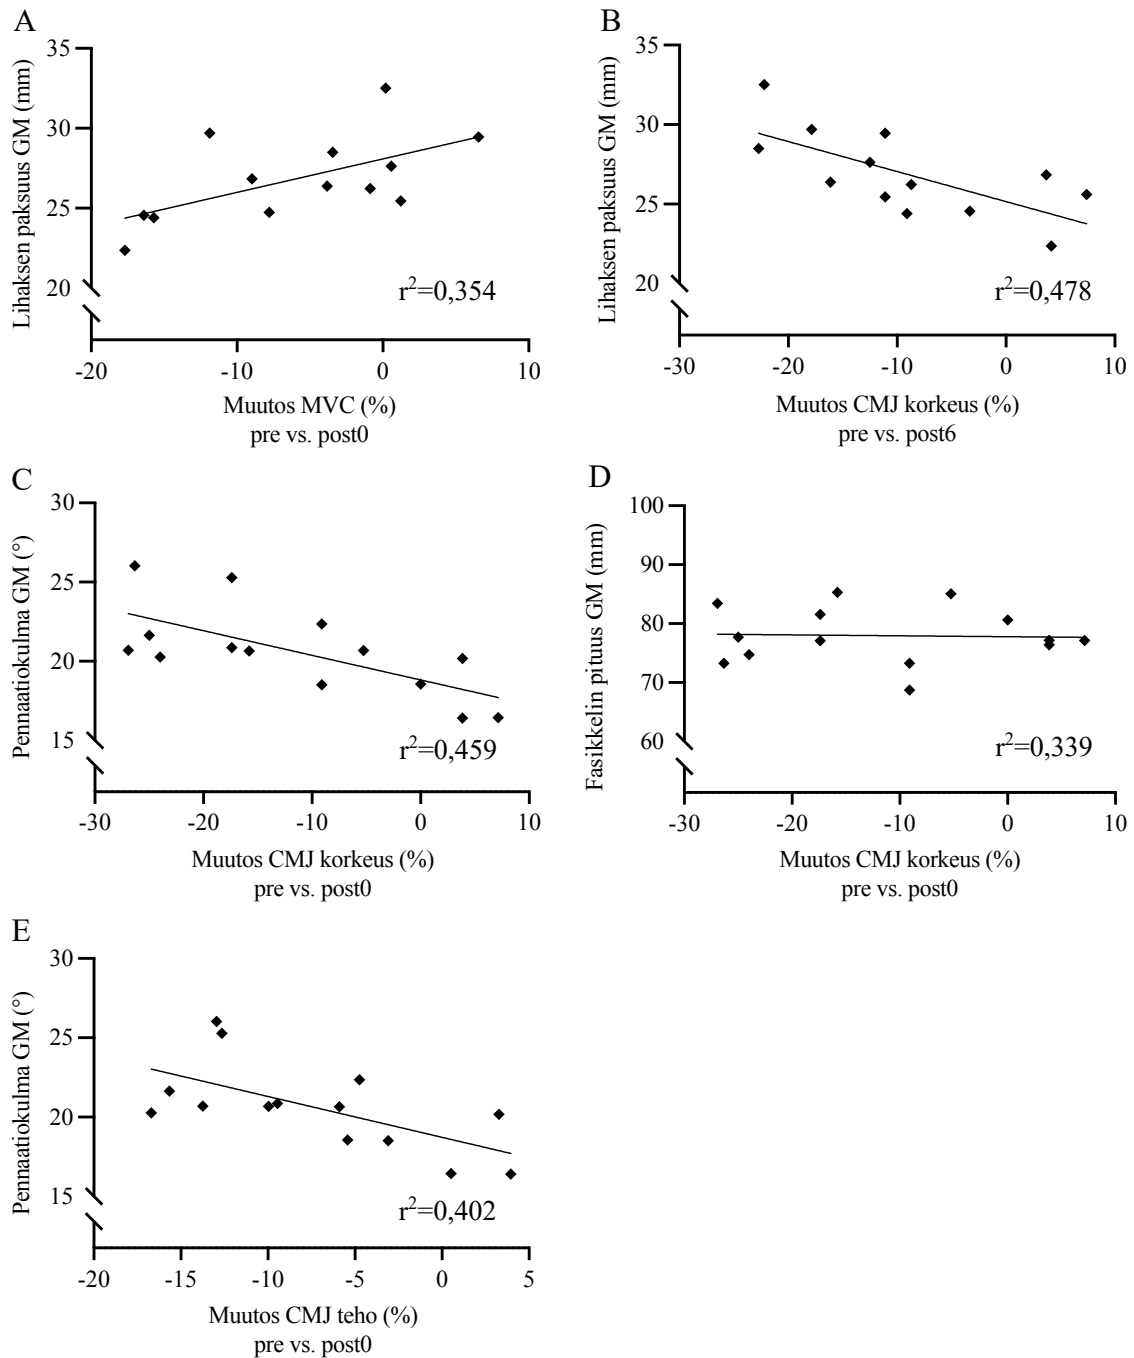 A
35
30
25
20
Lihaksen paksuus GM (mm)
r²=0,354
-20 -10 0 10
Muutos MVC (%)
pre vs. post0
B
35
30
25
20
Lihaksen paksuus GM (mm)
r²=0,478
-30 -20 -10 0 10
Muutos CMJ korkeus (%)
pre vs. post6
C
30
25
20
15
Pennaatiokulma GM (°)
r²=0,459
-30 -20 -10 0 10
Muutos CMJ korkeus (%)
pre vs. post0
D
100
90
80
70
60
Fasikkelin pituus GM (mm)
r²=0,339
-30 -20 -10 0 10
Muutos CMJ korkeus (%)
pre vs. post0
E
30
25
20
15
Pennaatiokulma GM (°)
r²=0,402
-20 -15 -10 -5 0 5
Muutos CMJ teho (%)
pre vs. post0